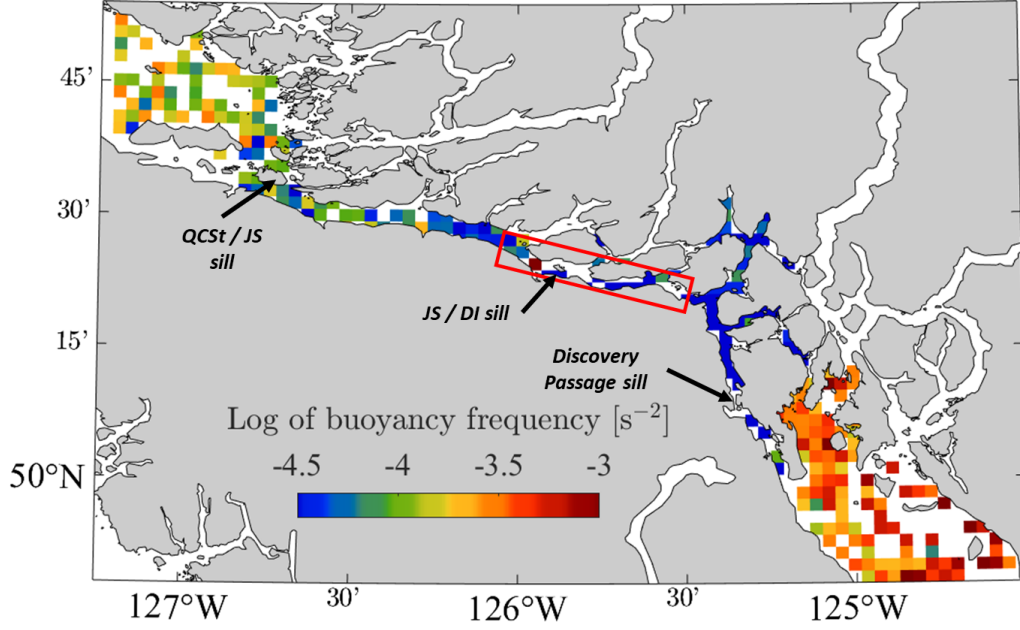 45’
30’
QCSt / JS
sill
JS / DI sill
15’
Discovery
Passage sill
Log of buoyancy frequency [s⁻²]
-4.5 -4 -3.5 -3
50°N
127°W 30’ 126°W 30’ 125°W